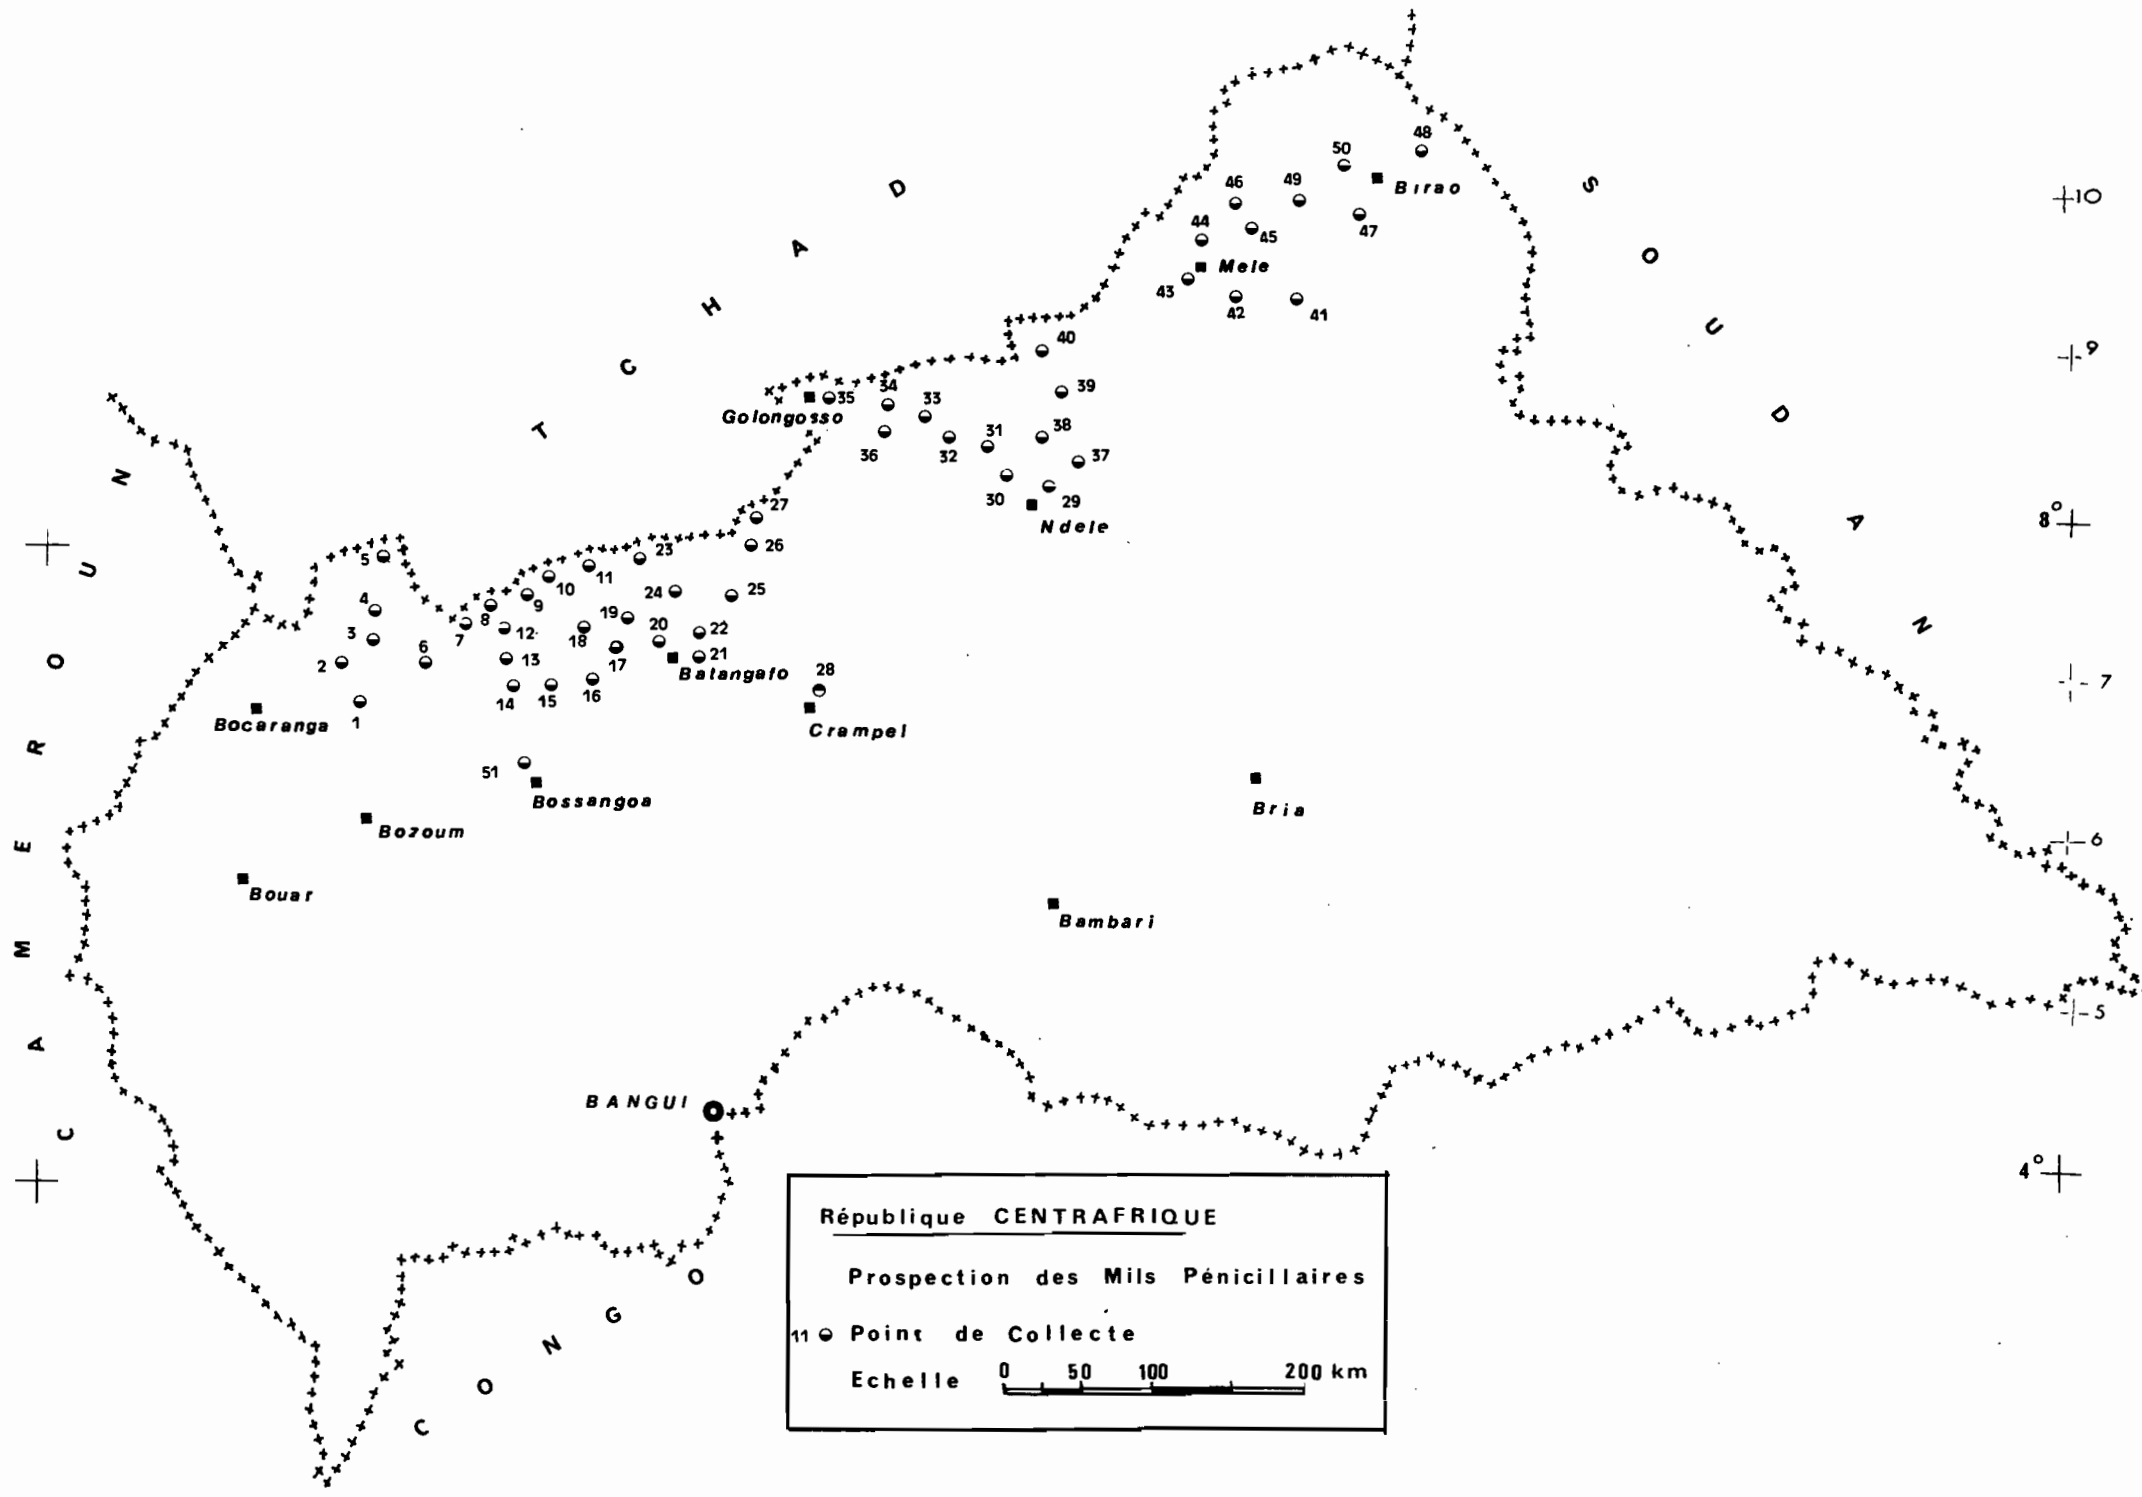 TCHAD
SOUDAN
CAMEROUN
CONGO
48
50
Birao
10
46
49
47
44
45
Mele
43
42
41
40
9
39
34
35
33
Golongosso
38
31
36
32
37
30
29
Ndele
8°
27
26
23
5
11
10
24
25
9
4
8
19
12
18
20
22
3
7
6
13
17
21
2
Batangafo
28
7
16
14
15
1
Bocaranga
Crampel
51
Bossangoa
Bria
Bozoum
6
Bouar
Bambari
5
BANGUI
4°
République CENTRAFRIQUE
Prospection des Mils Pénicillaires
11 Point de Collecte
Echelle 0 50 100 200 km